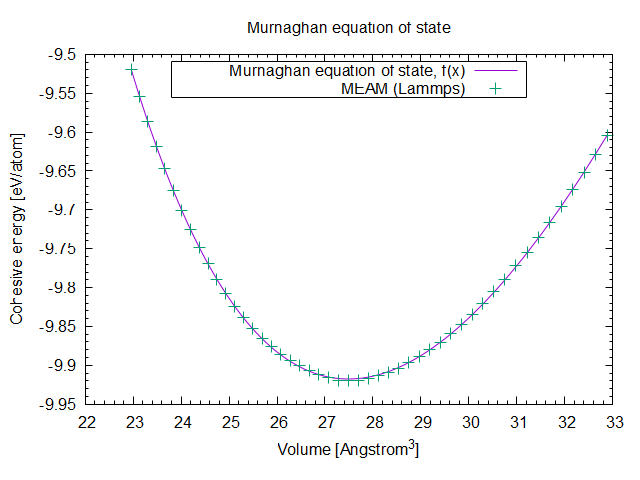 Murnaghan equation of state
Murnaghan equation of state, f(x)
MEAM (Lammps)
Cohesive energy [eV/atom]
-9.5
-9.55
-9.6
-9.65
-9.7
-9.75
-9.8
-9.85
-9.9
-9.95
22 23 24 25 26 27 28 29 30 31 32 33
Volume [Angstrom³]